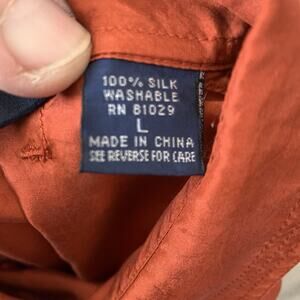 100% SILK
WASHABLE
RN 81029
L
MADE IN CHINA
SEE REVERSE FOR CARE